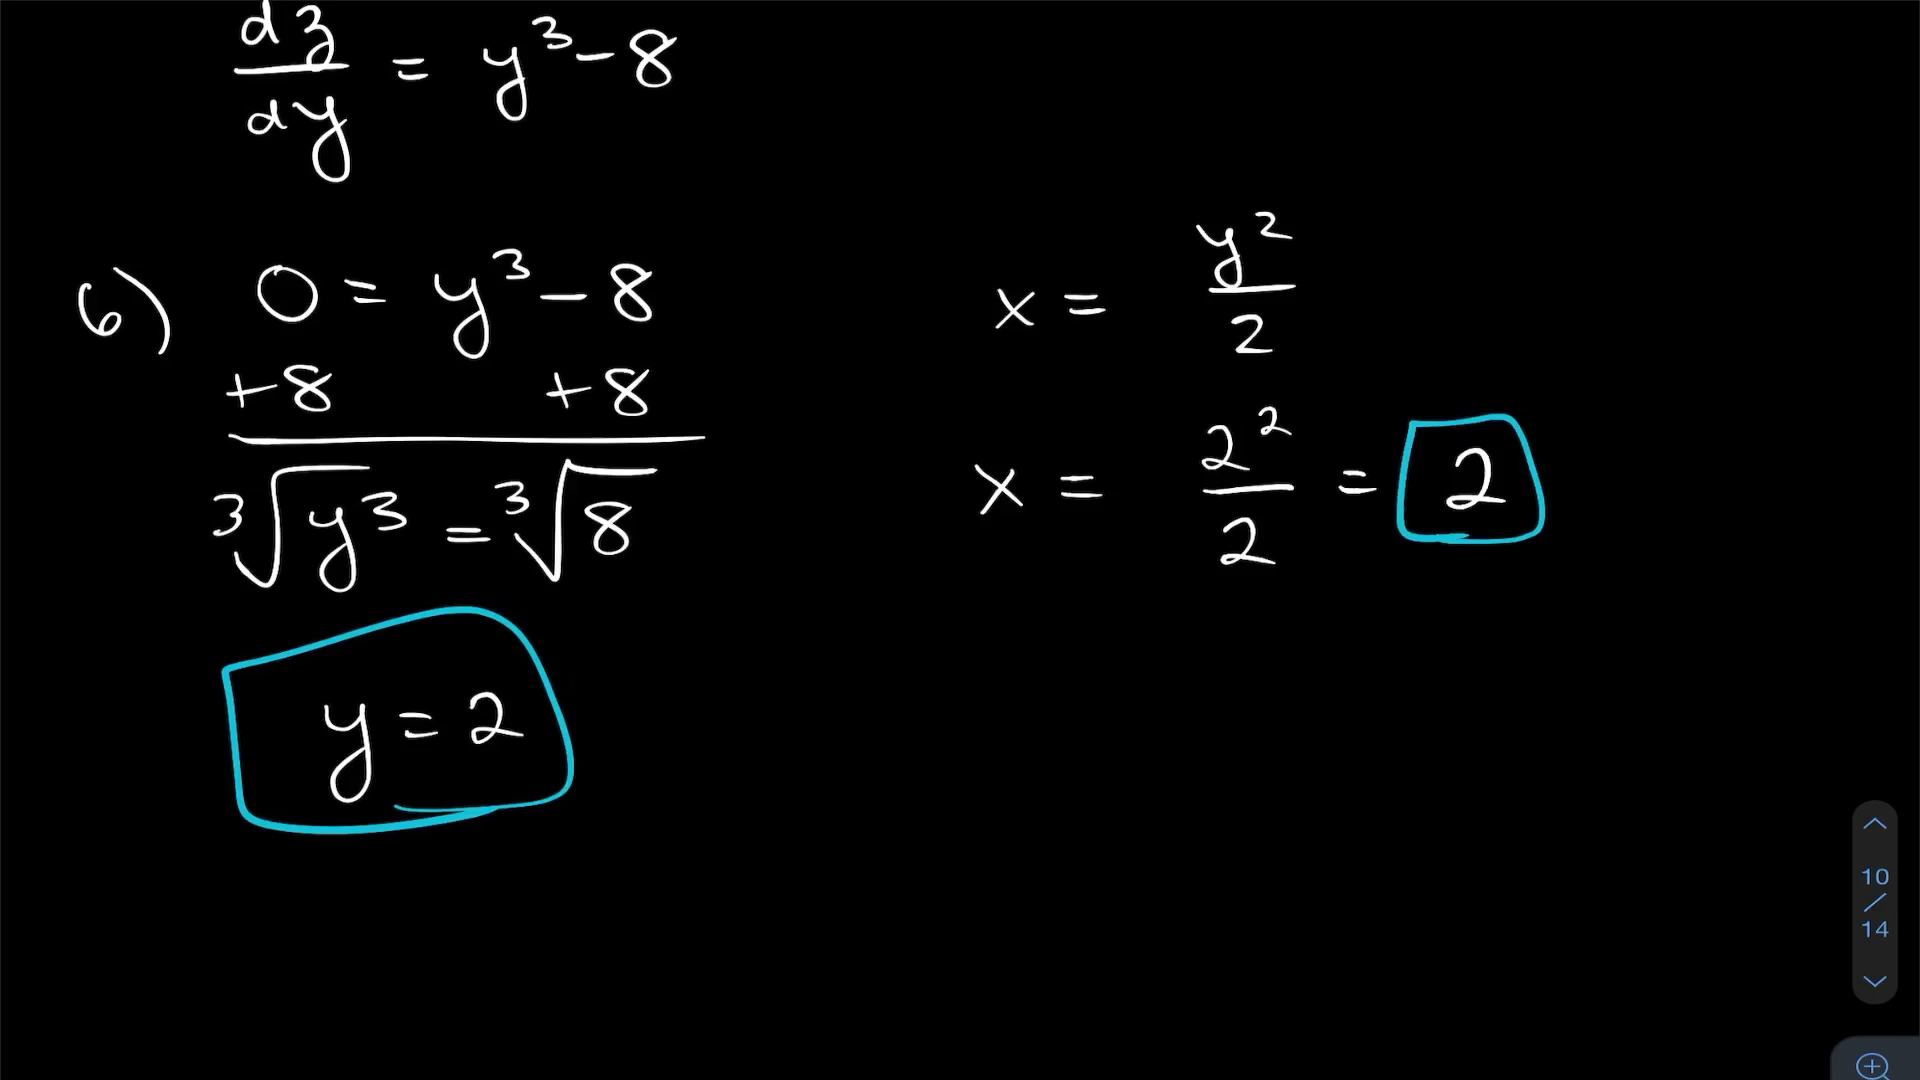 dz/dy = y³ - 8
6) 0 = y³ - 8
+8 +8
³√y³ = ³√8
y = 2
x = y²/2
x = 2²/2 = 2
10
/
14